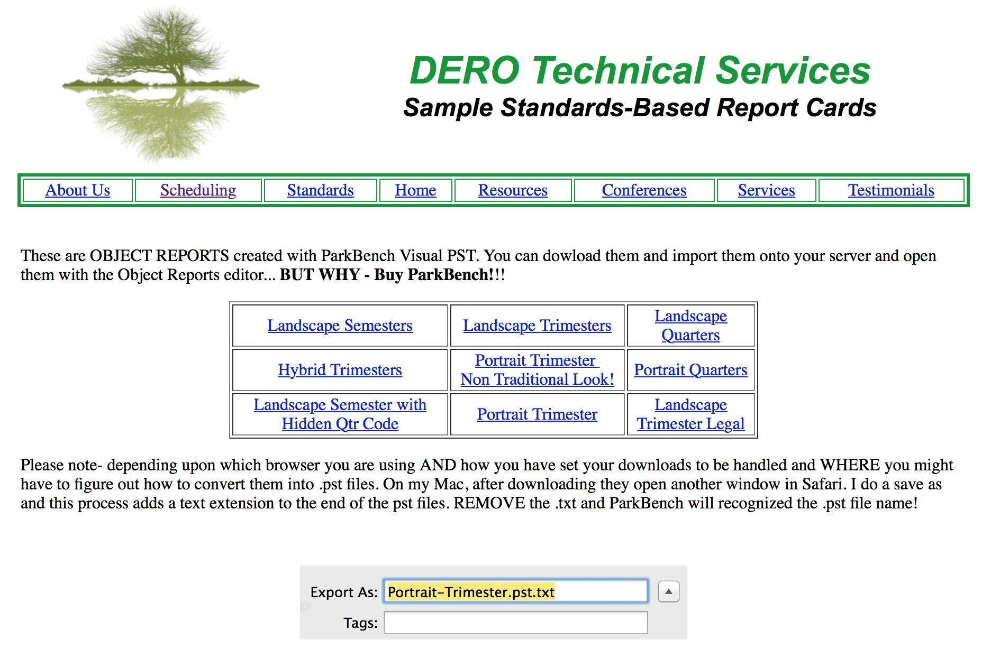 DERO Technical Services
Sample Standards-Based Report Cards
About Us Scheduling Standards Home Resources Conferences Services Testimonials
These are OBJECT REPORTS created with ParkBench Visual PST. You can dowload them and import them onto your server and open
them with the Object Reports editor... BUT WHY - Buy ParkBench!!!
Landscape Semesters
Landscape Trimesters
Landscape
Quarters
Hybrid Trimesters
Portrait Trimester
Non Traditional Look!
Portrait Quarters
Landscape Semester with
Hidden Qtr Code
Portrait Trimester
Landscape
Trimester Legal
Please note- depending upon which browser you are using AND how you have set your downloads to be handled and WHERE you might
have to figure out how to convert them into .pst files. On my Mac, after downloading they open another window in Safari. I do a save as
and this process adds a text extension to the end of the pst files. REMOVE the .txt and ParkBench will recognized the .pst file name!
Export As: Portrait-Trimester.pst.txt
Tags: